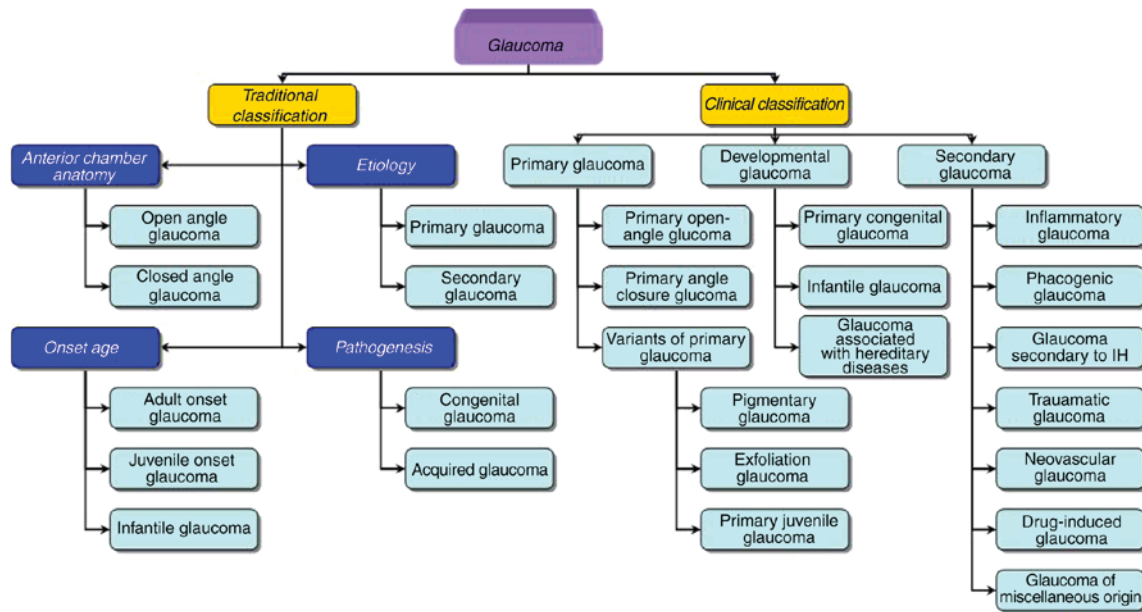 Glaucoma
Traditional
classification
Clinical classification
Anterior chamber
anatomy
Etiology
Primary glaucoma
Developmental
glaucoma
Secondary
glaucoma
Open angle
glaucoma
Primary glaucoma
Primary open-
angle glucoma
Primary congenital
glaucoma
Inflammatory
glaucoma
Closed angle
glaucoma
Secondary
glaucoma
Primary angle
closure glucoma
Infantile glaucoma
Phacogenic
glaucoma
Onset age
Pathogenesis
Variants of primary
glaucoma
Glaucoma
associated
with hereditary
diseases
Glaucoma
secondary to IH
Adult onset
glaucoma
Congenital
glaucoma
Pigmentary
glaucoma
Trauamatic
glaucoma
Juvenile onset
glaucoma
Acquired glaucoma
Exfoliation
glaucoma
Neovascular
glaucoma
Infantile glaucoma
Primary juvenile
glaucoma
Drug-induced
glaucoma
Glaucoma of
miscellaneous origin